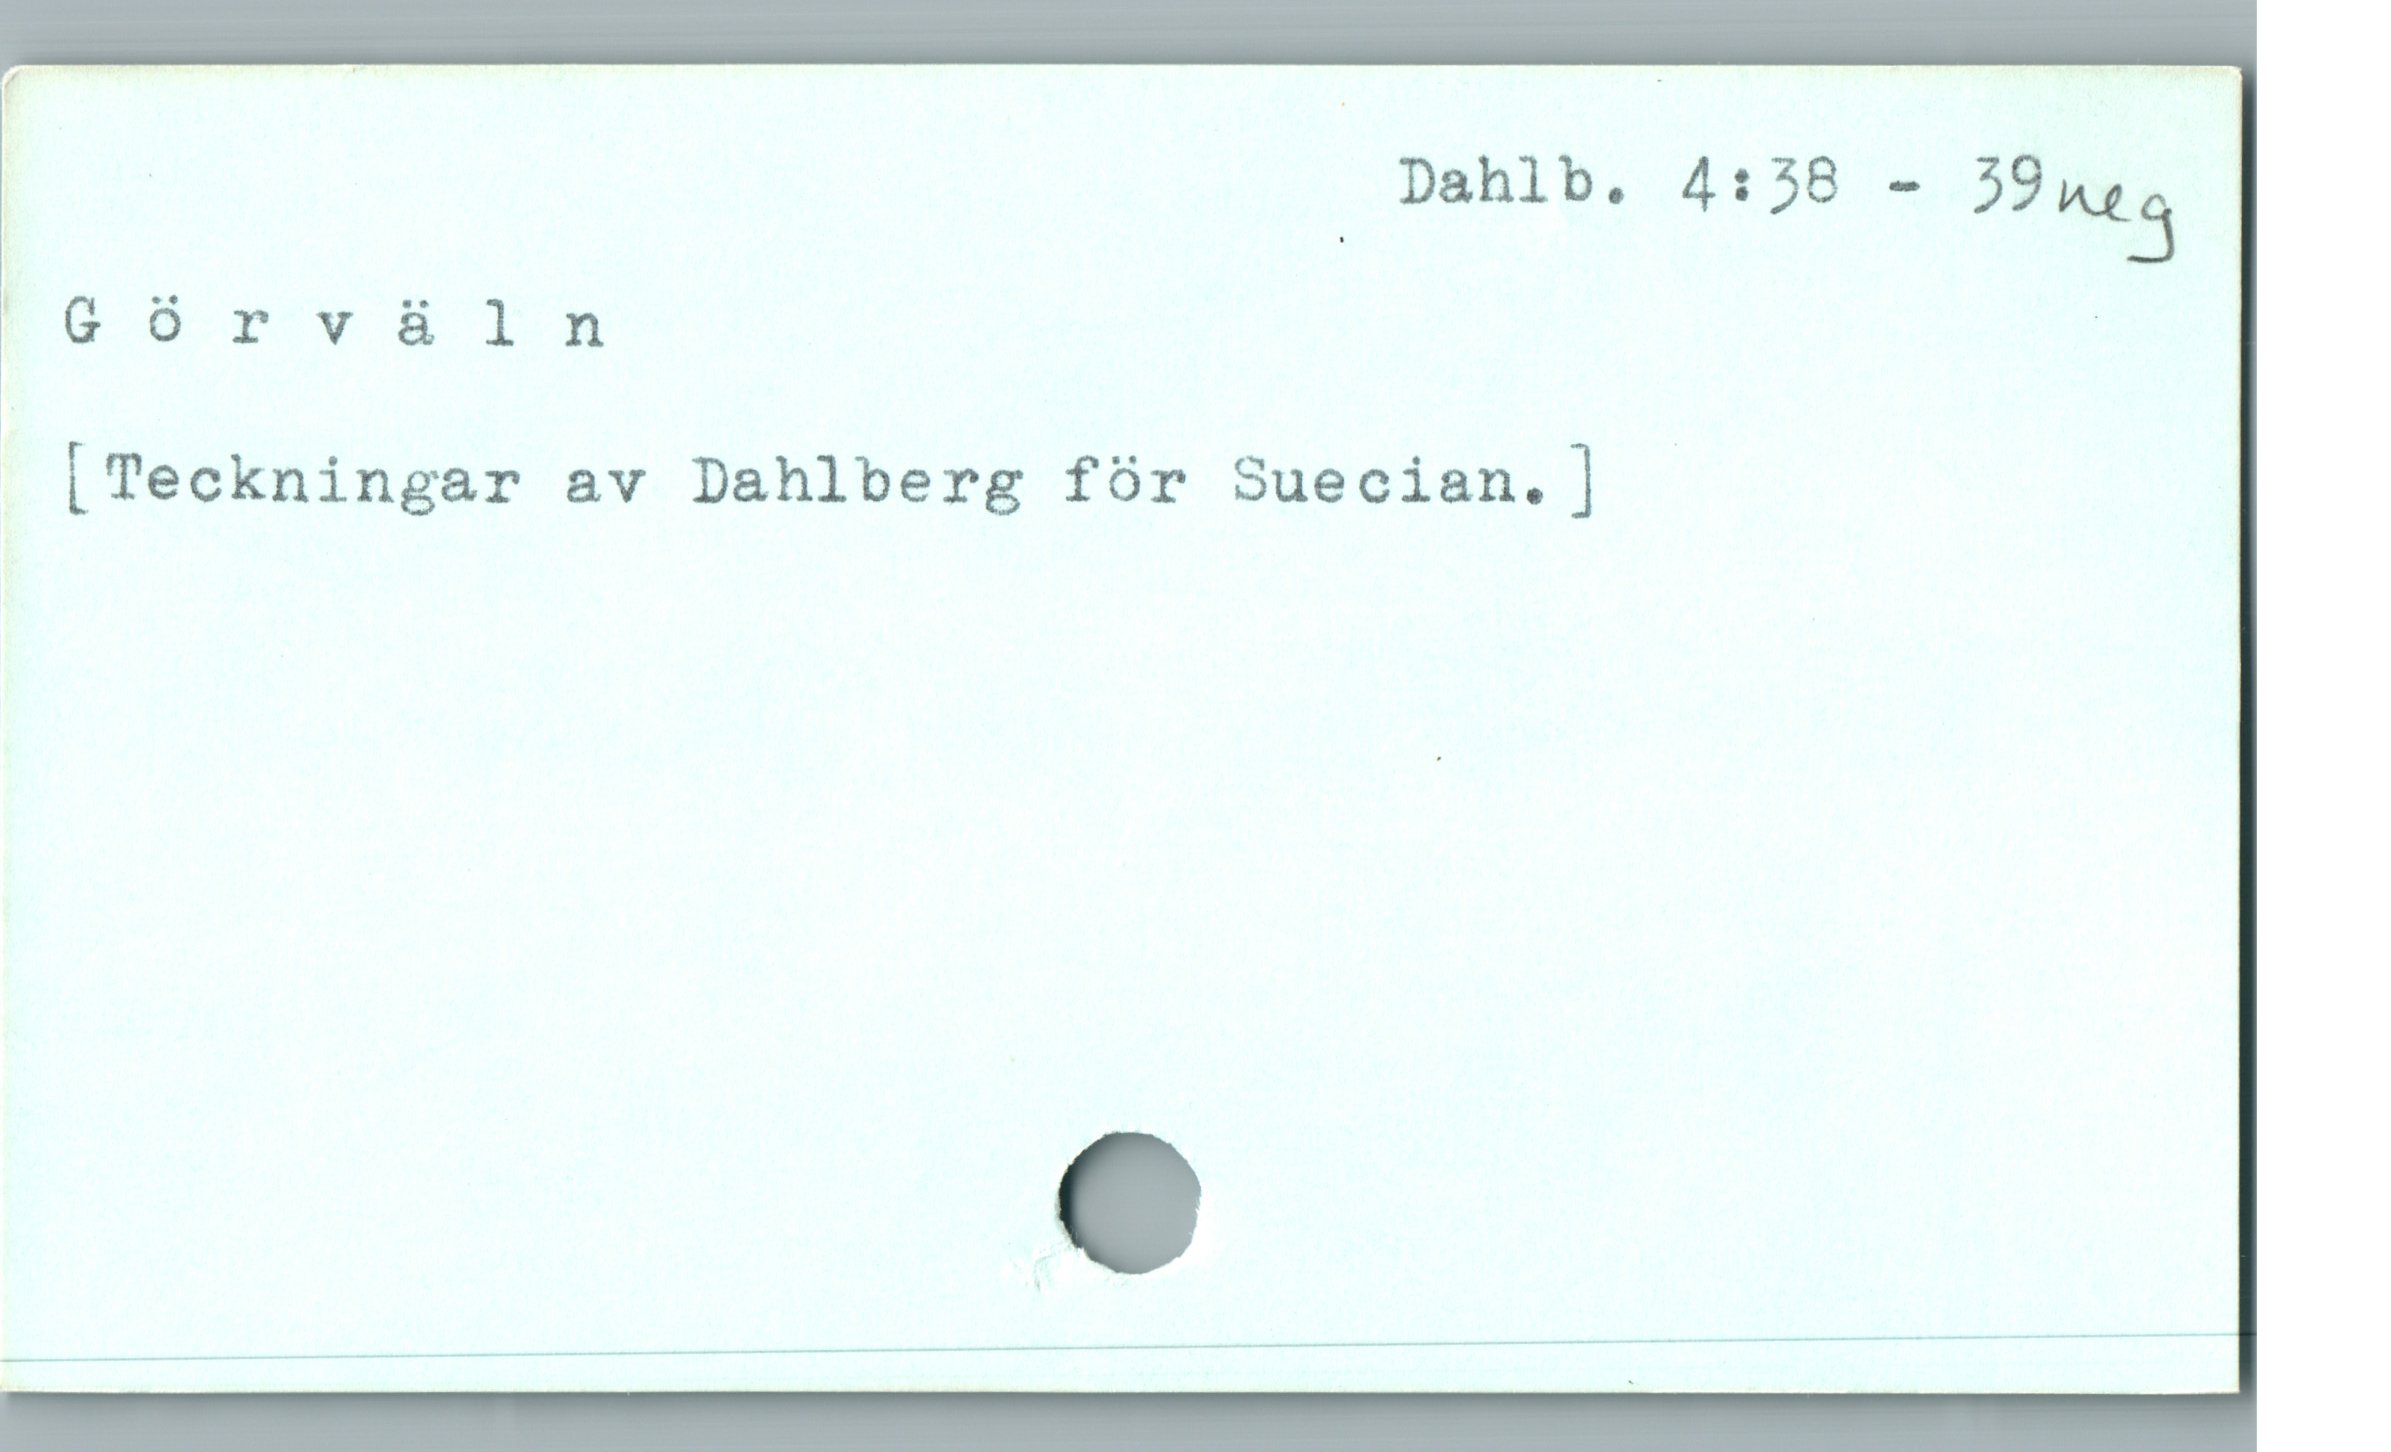 Dahlb. 4:38 - 39 neg
G ö r v ä l n
[Teckningar av Dahlberg för Suecian.]